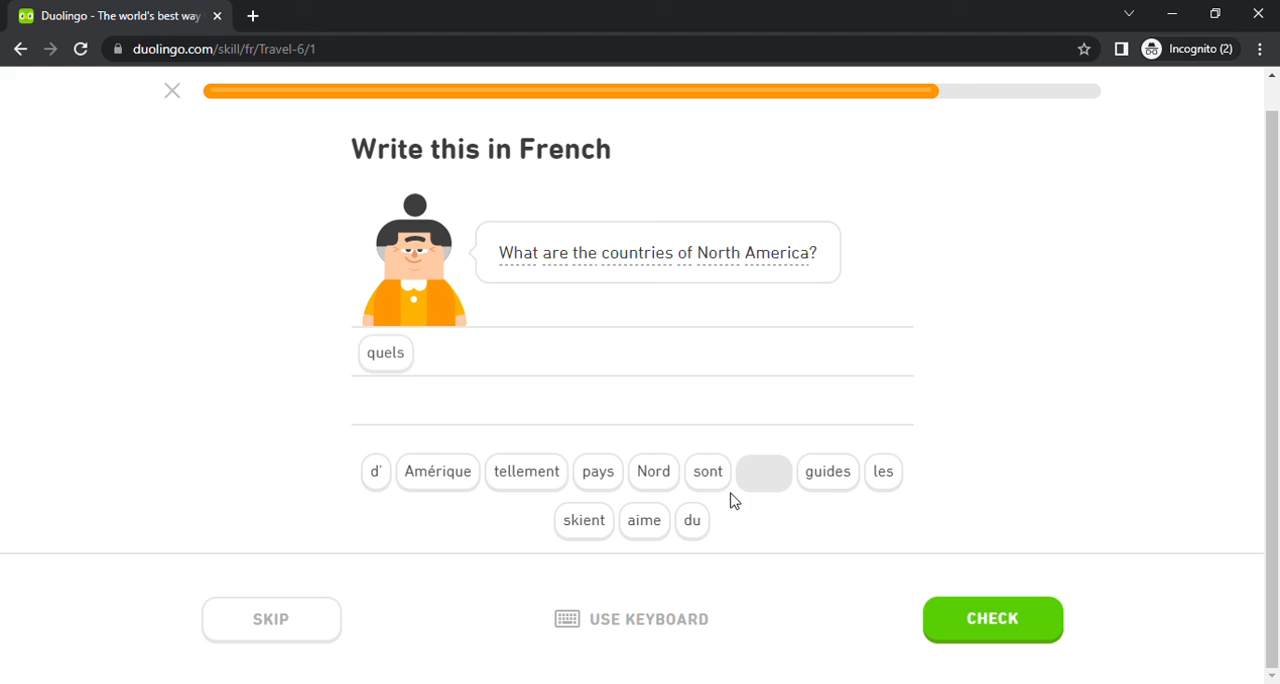 Duolingo - The world's best way
duolingo.com/skill/fr/Travel-6/1
Incognito (2)
Write this in French
What are the countries of North America?
quels
d' Amérique tellement pays Nord sont guides les
skient aime du
SKIP USE KEYBOARD CHECK